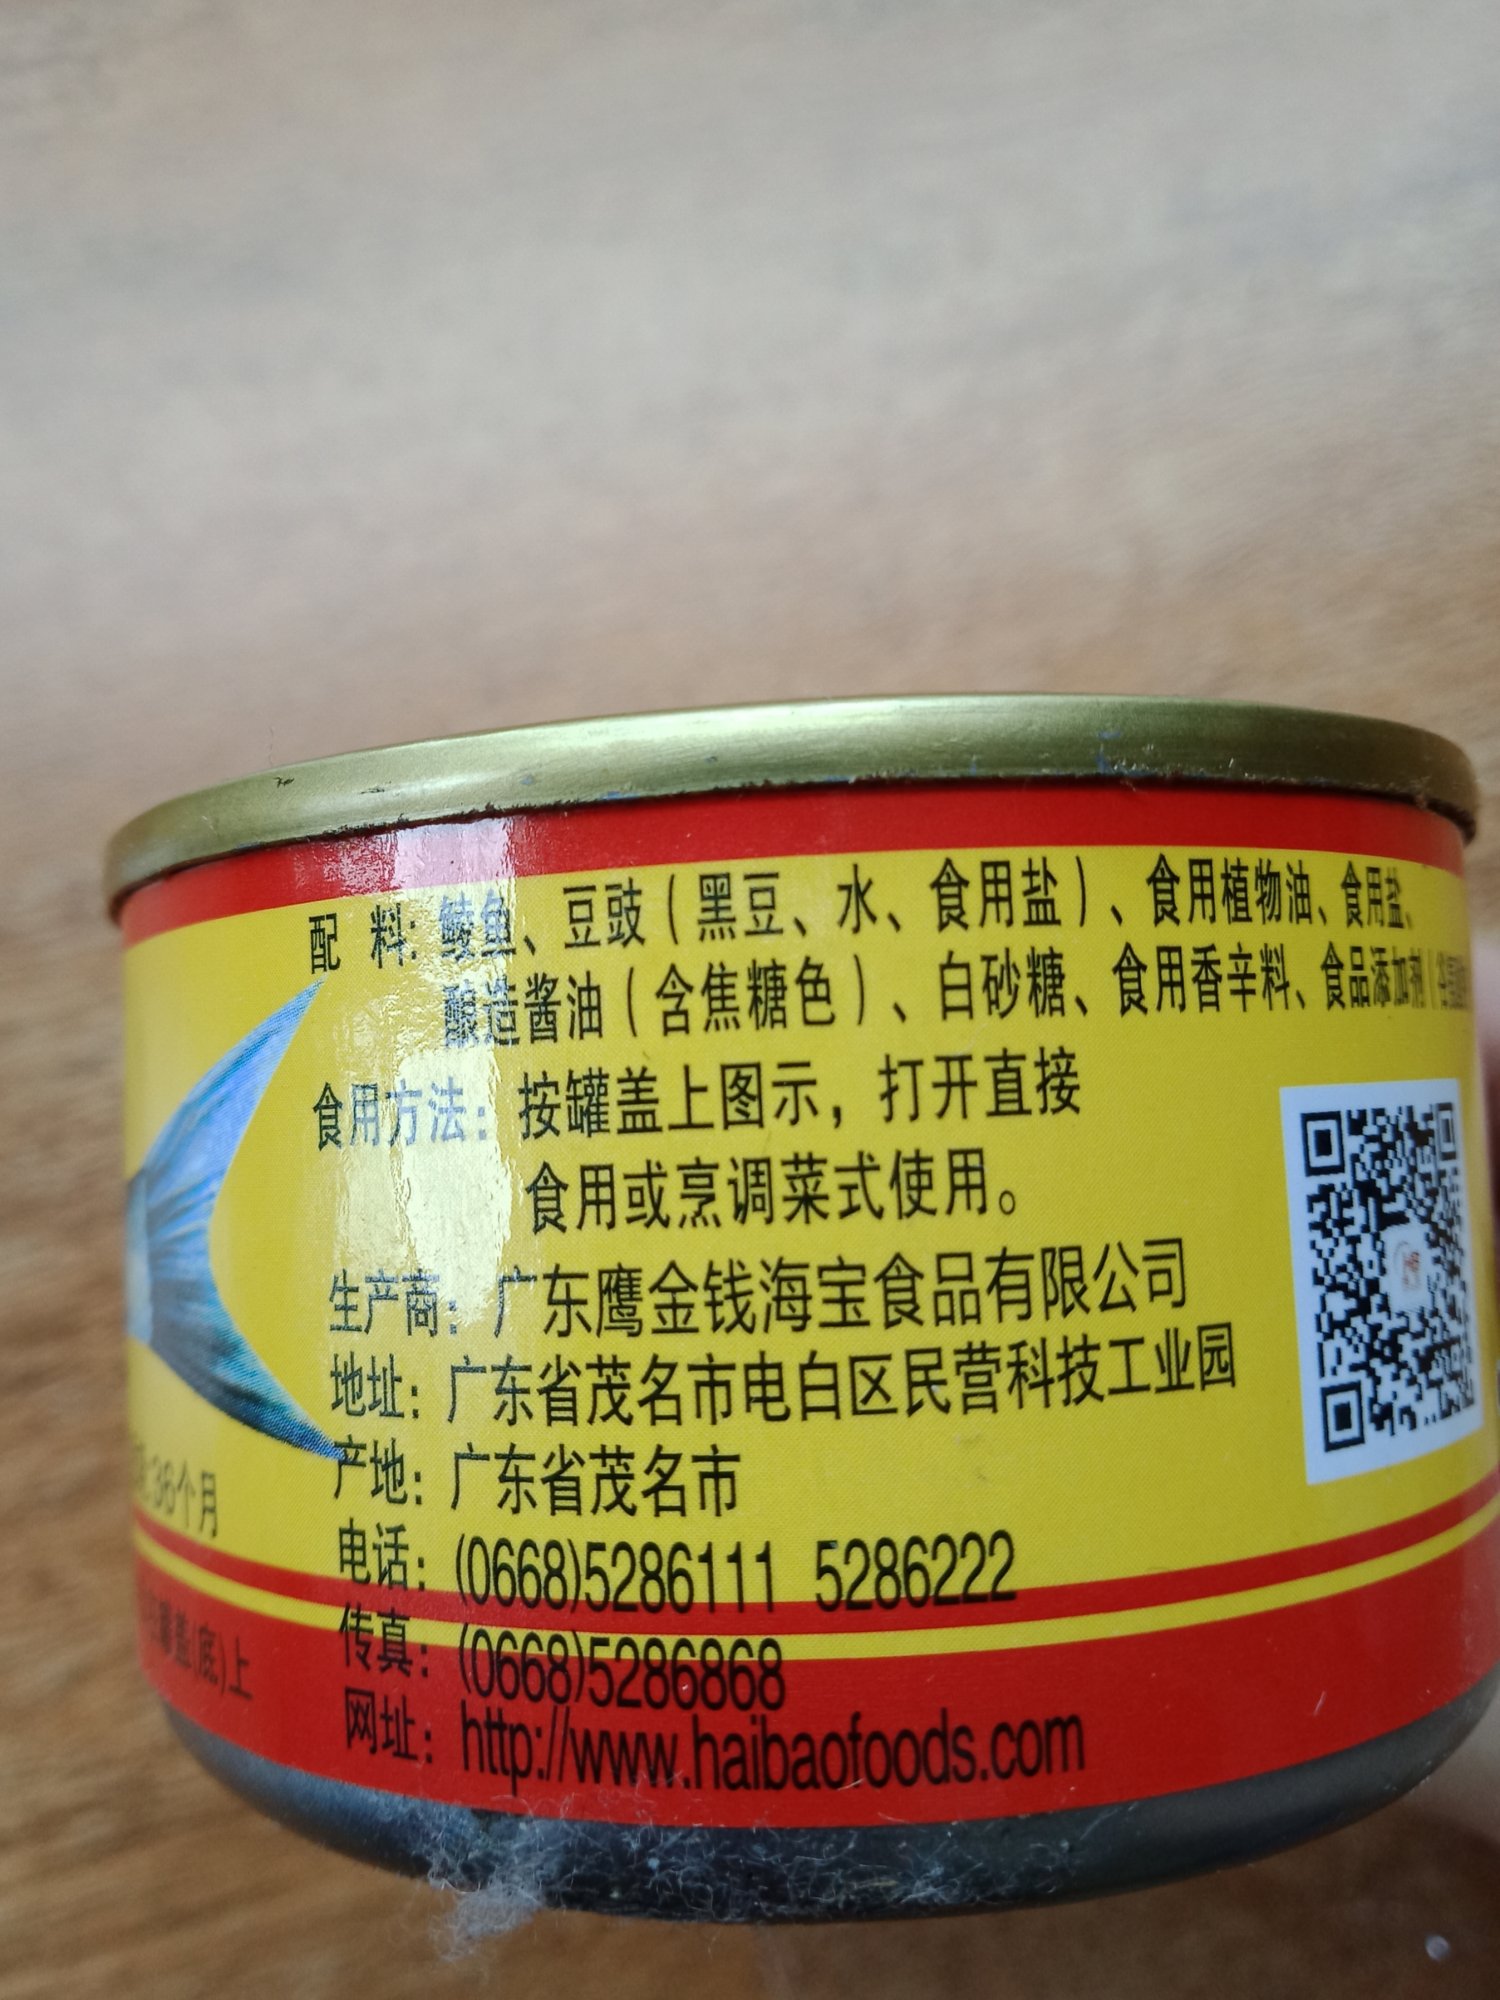 配 料: 鲮鱼、豆豉(黑豆、水、食用盐)、食用植物油、食用盐、
酿造酱油(含焦糖色)、白砂糖、食用香辛料、食品添加剂(
食用方法: 按罐盖上图示，打开直接
食用或烹调菜式使用。
生产商: 广东鹰金钱海宝食品有限公司
地址: 广东省茂名市电白区民营科技工业园
产地: 广东省茂名市
电话: (0668)5286111 5286222
传真: (0668)5286868
网址: http://www.haibaofoods.com
36个月
罐盖(底)上